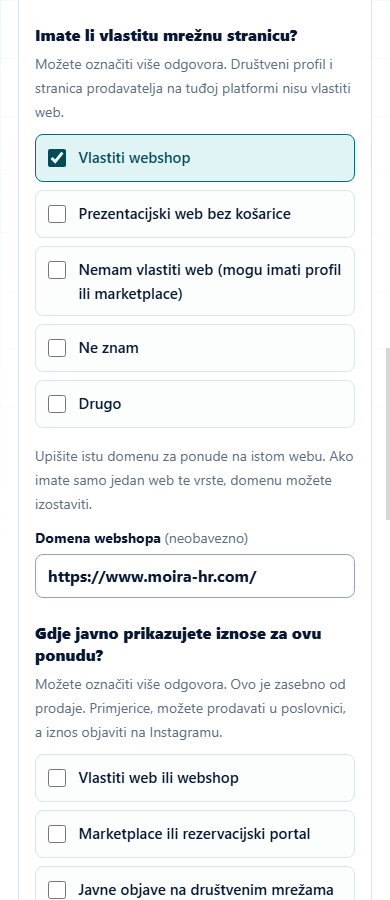 Imate li vlastitu mrežnu stranicu?
Možete označiti više odgovora. Društveni profil i
stranica prodavatelja na tuđoj platformi nisu vlastiti
web.
Vlastiti webshop
Prezentacijski web bez košarice
Nemam vlastiti web (mogu imati profil
ili marketplace)
Ne znam
Drugo
Upišite istu domenu za ponude na istom webu. Ako
imate samo jedan web te vrste, domenu možete
izostaviti.
Domena webshopa (neobavezno)
https://www.moira-hr.com/
Gdje javno prikazujete iznose za ovu
ponudu?
Možete označiti više odgovora. Ovo je zasebno od
prodaje. Primjerice, možete prodavati u poslovnici,
a iznos objaviti na Instagramu.
Vlastiti web ili webshop
Marketplace ili rezervacijski portal
Javne objave na društvenim mrežama